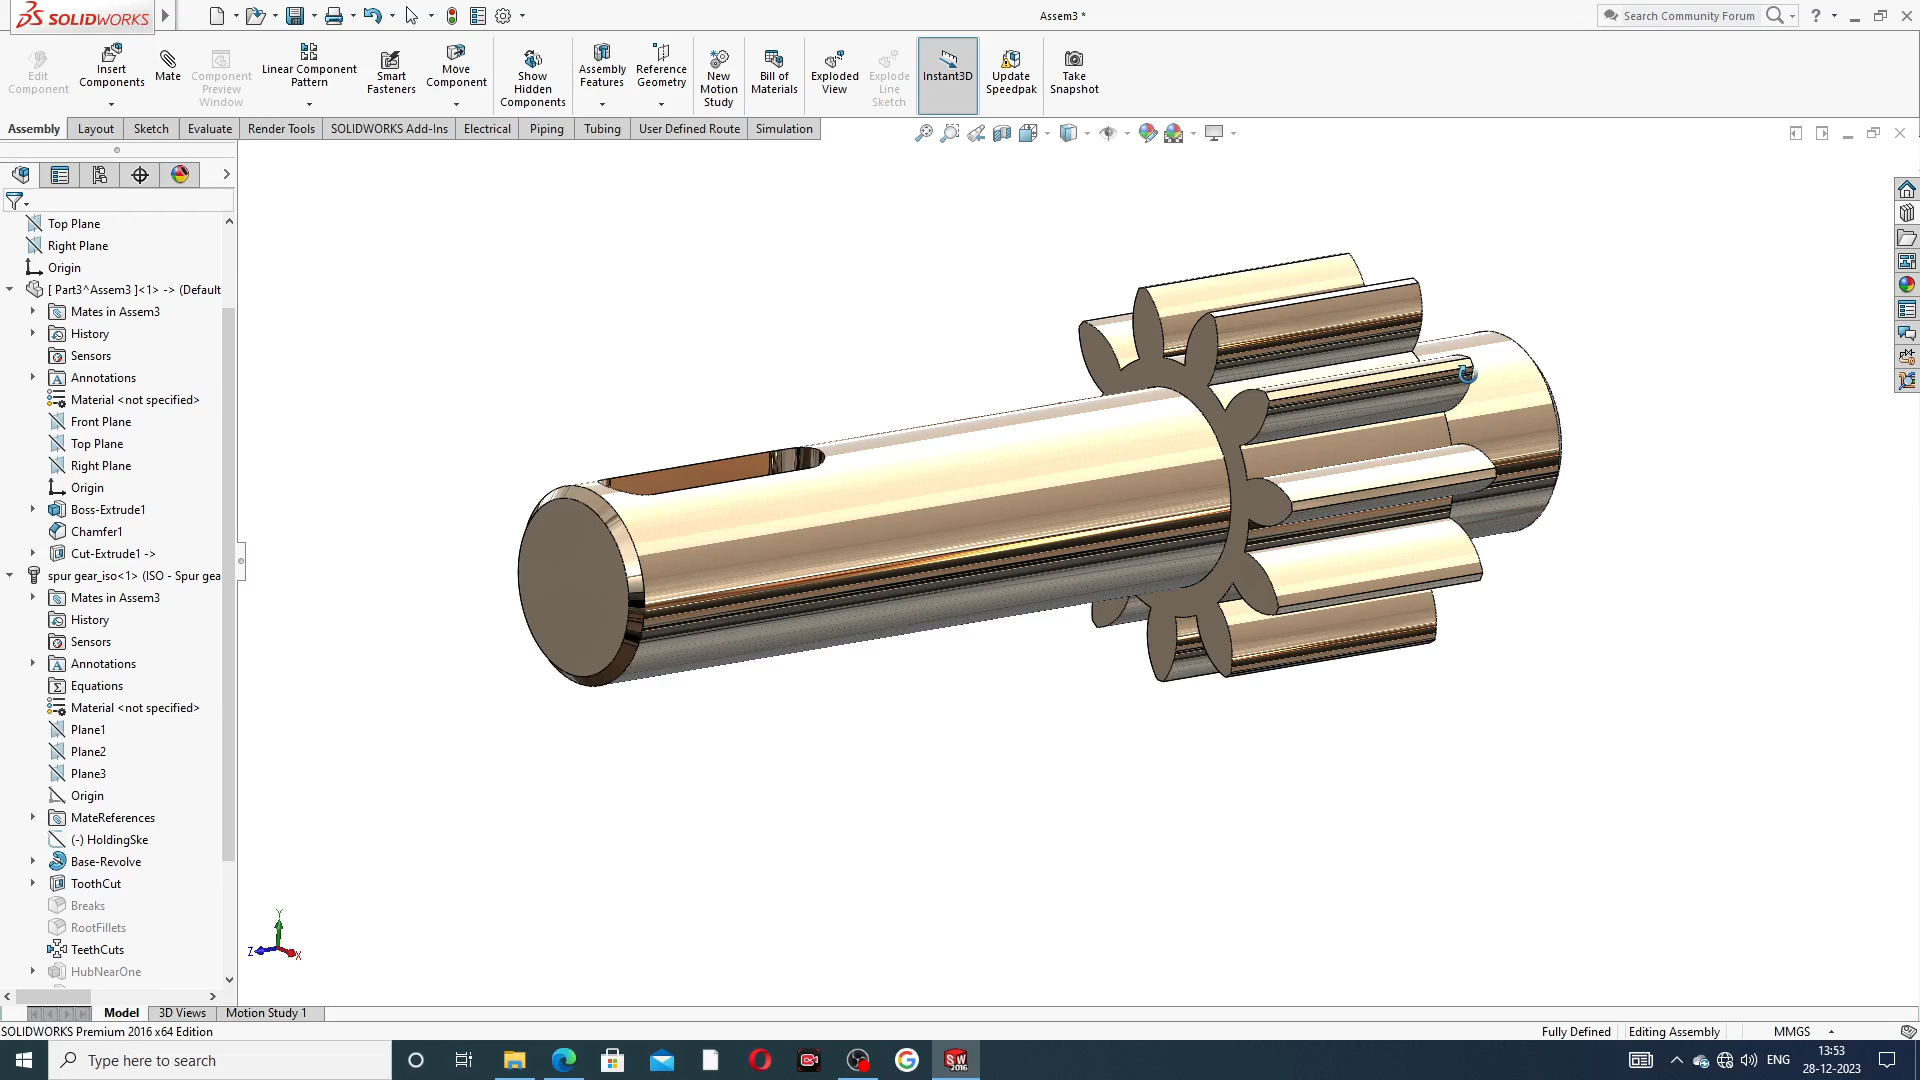 SOLIDWORKS
Assem3 *
Search Community Forum
Edit Component
Insert Components
Mate
Component Preview Window
Linear Component Pattern
Smart Fasteners
Move Component
Show Hidden Components
Assembly Features
Reference Geometry
New Motion Study
Bill of Materials
Exploded View
Explode Line Sketch
Instant3D
Update Speedpak
Take Snapshot
Assembly
Layout
Sketch
Evaluate
Render Tools
SOLIDWORKS Add-Ins
Electrical
Piping
Tubing
User Defined Route
Simulation
Top Plane
Right Plane
Origin
[ Part3^Assem3 ]<1> -> (Default
Mates in Assem3
History
Sensors
Annotations
Material <not specified>
Front Plane
Top Plane
Right Plane
Origin
Boss-Extrude1
Chamfer1
Cut-Extrude1 ->
spur gear_iso<1> (ISO - Spur gea
Mates in Assem3
History
Sensors
Annotations
Equations
Material <not specified>
Plane1
Plane2
Plane3
Origin
MateReferences
(-) HoldingSke
Base-Revolve
ToothCut
Breaks
RootFillets
TeethCuts
HubNearOne
Y
Z
X
Model
3D Views
Motion Study 1
SOLIDWORKS Premium 2016 x64 Edition
Fully Defined
Editing Assembly
MMGS
Type here to search
SW
2016
ENG
13:53
28-12-2023